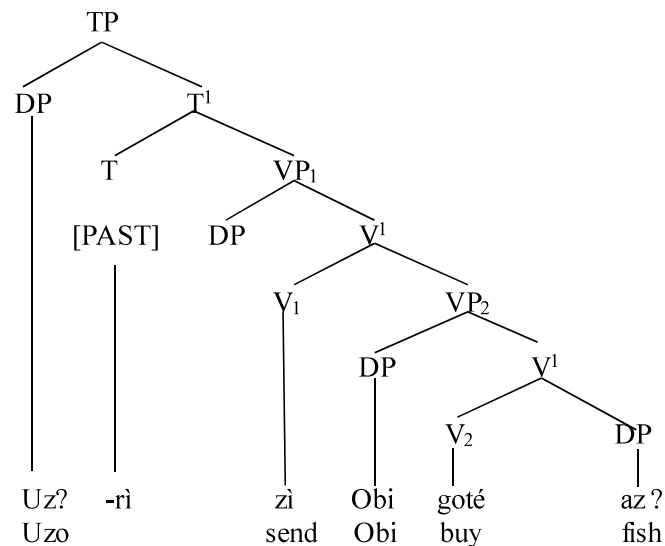 TP
DP T¹
T VP₁
[PAST] DP V¹
V₁ VP₂
DP V¹
V₂ DP
Uz? -rì zì Obi goté az?
Uzo send Obi buy fish